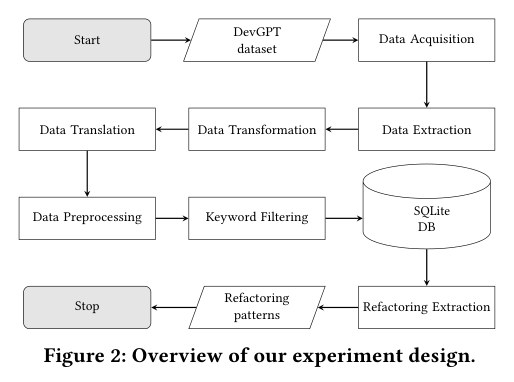 Start
DevGPT
dataset
Data Acquisition
Data Translation
Data Transformation
Data Extraction
Data Preprocessing
Keyword Filtering
SQLite
DB
Stop
Refactoring
patterns
Refactoring Extraction
Figure 2: Overview of our experiment design.